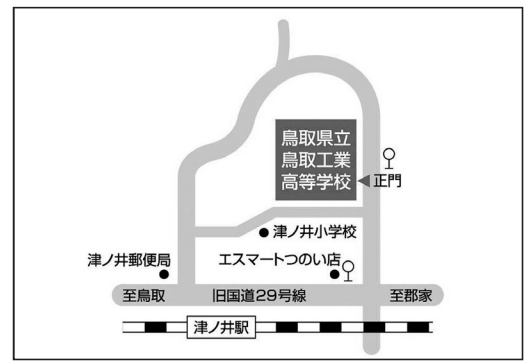 鳥取県立
鳥取工業
高等学校
正門
津ノ井小学校
津ノ井郵便局
エスマートつのい店
至鳥取
旧国道29号線
至郡家
津ノ井駅